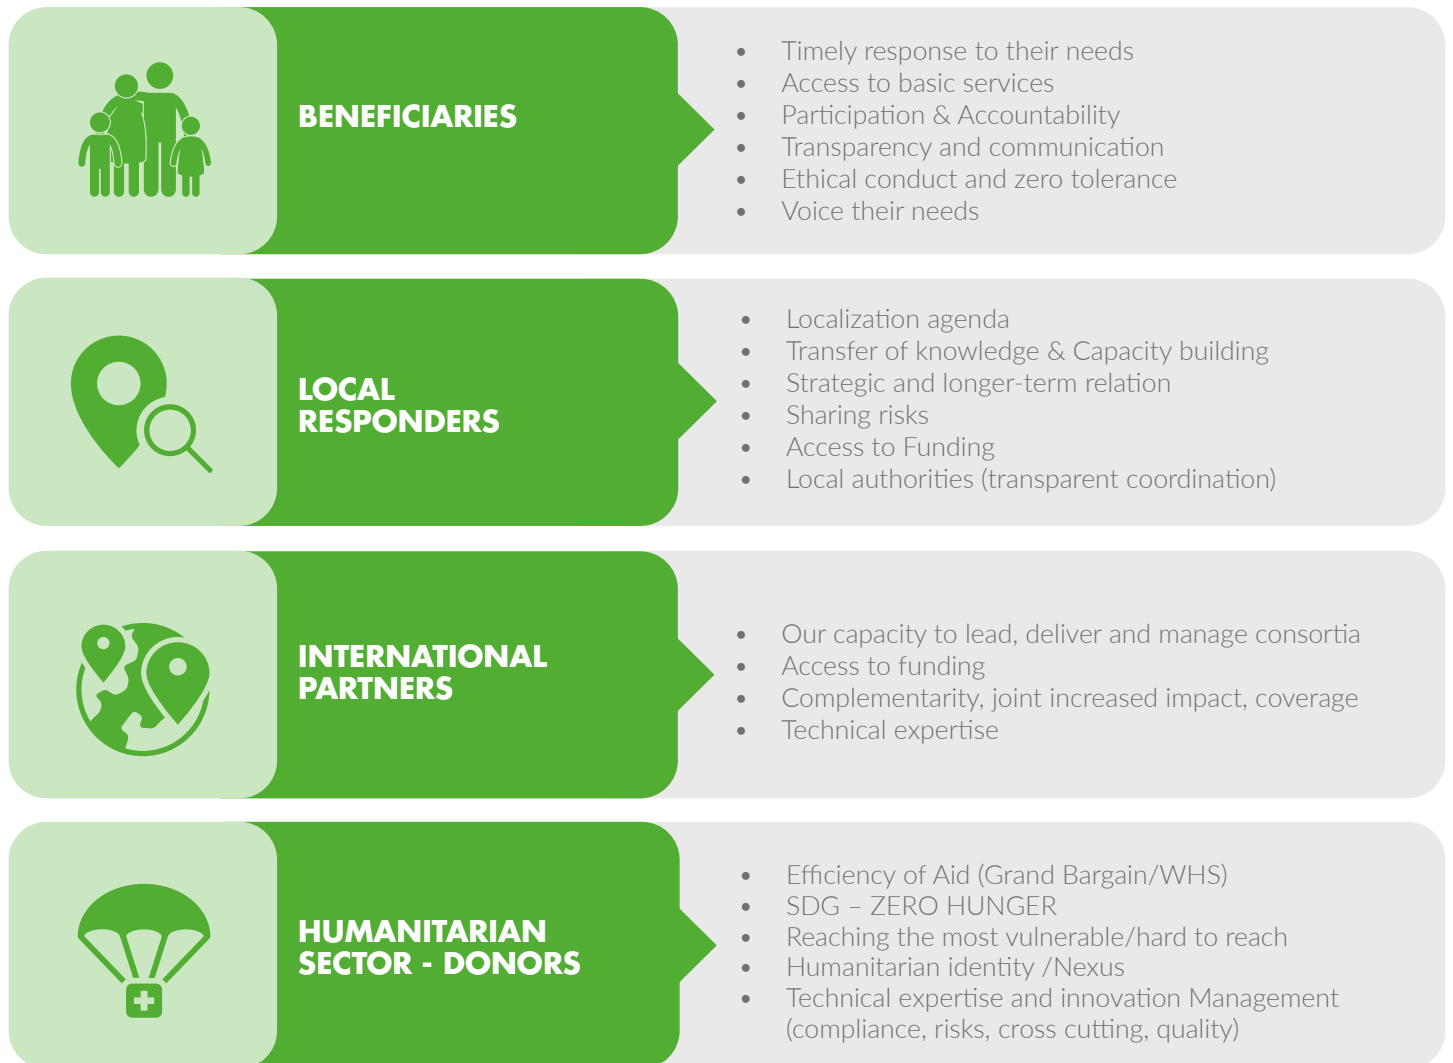 BENEFICIARIES
• Timely response to their needs
• Access to basic services
• Participation & Accountability
• Transparency and communication
• Ethical conduct and zero tolerance
• Voice their needs
LOCAL
RESPONDERS
• Localization agenda
• Transfer of knowledge & Capacity building
• Strategic and longer-term relation
• Sharing risks
• Access to Funding
• Local authorities (transparent coordination)
INTERNATIONAL
PARTNERS
• Our capacity to lead, deliver and manage consortia
• Access to funding
• Complementarity, joint increased impact, coverage
• Technical expertise
HUMANITARIAN
SECTOR - DONORS
• Efficiency of Aid (Grand Bargain/WHS)
• SDG – ZERO HUNGER
• Reaching the most vulnerable/hard to reach
• Humanitarian identity /Nexus
• Technical expertise and innovation Management
(compliance, risks, cross cutting, quality)